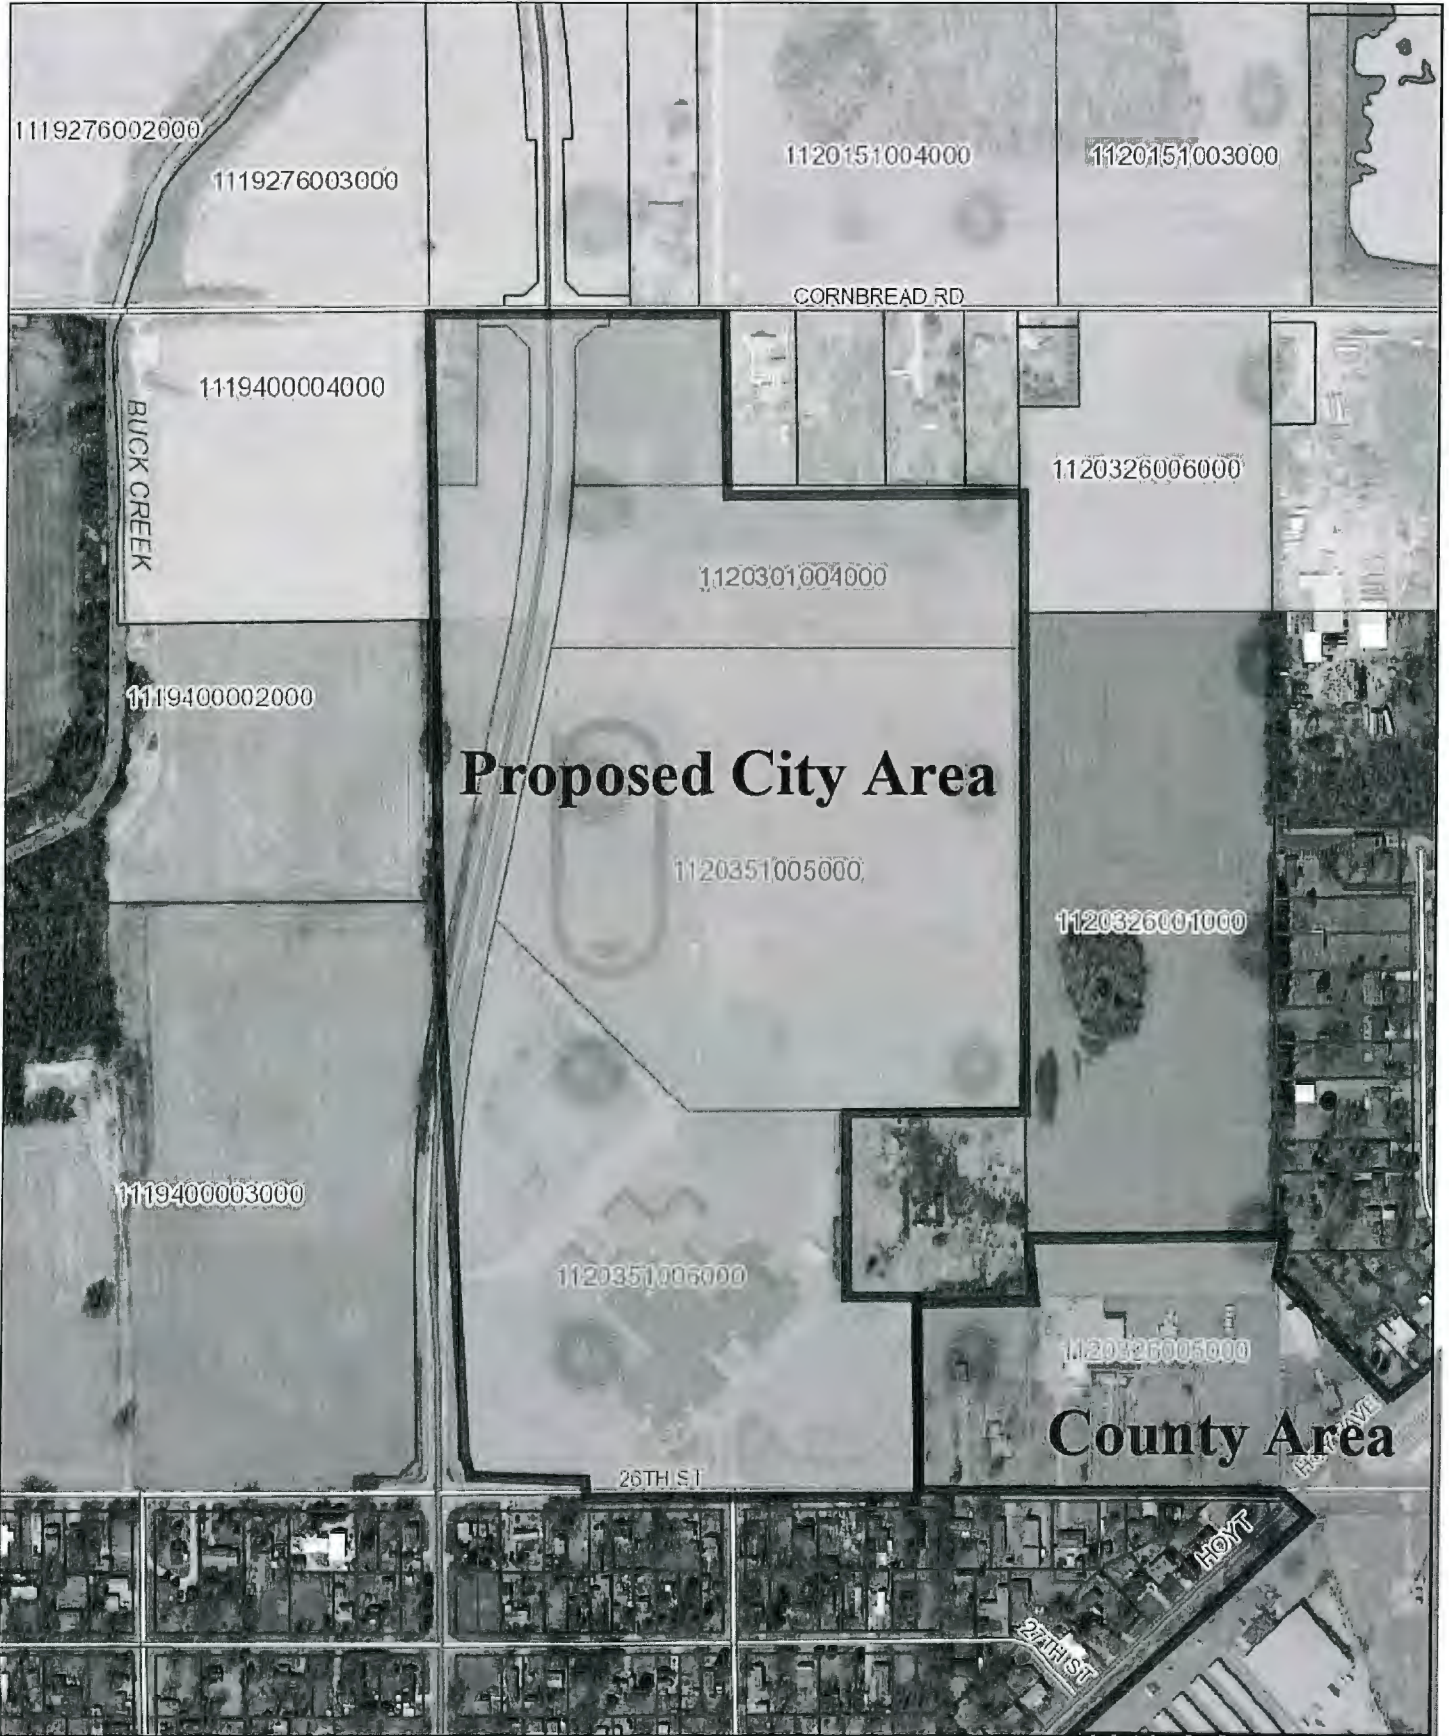 1119276002000
1119276003000
1120151004000
1120151003000
CORNBREAD RD
1119400004000
BUCK CREEK
1120326006000
1120301004000
1119400002000
Proposed City Area
1120351005000
1120326001000
1119400003000
1120351006000
1120326005000
County Area
26TH ST
HOYT
27TH ST